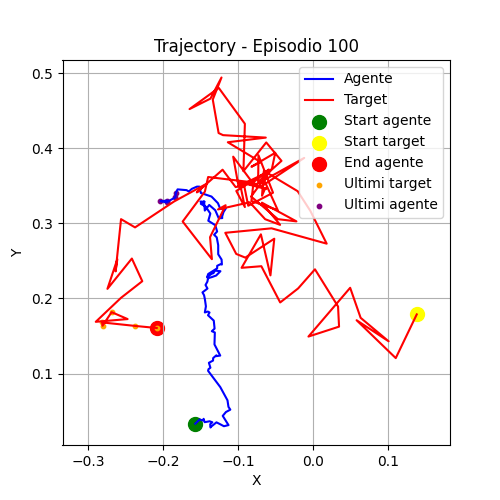 Trajectory - Episodio 100
Agente
Target
Start agente
Start target
End agente
Ultimi target
Ultimi agente
0.5
0.4
0.3
0.2
0.1
Y
−0.3
−0.2
−0.1
0.0
0.1
X